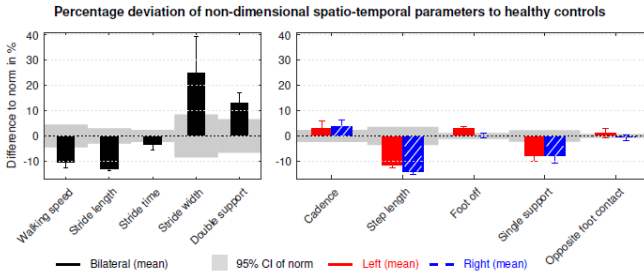 Percentage deviation of non-dimensional spatio-temporal parameters to healthy controls
Difference to norm in %
40
30
20
10
0
-10
Walking speed
Stride length
Stride time
Stride width
Double support
40
30
20
10
0
-10
Cadence
Step length
Foot off
Single support
Opposite foot contact
Bilateral (mean)
95% CI of norm
Left (mean)
Right (mean)